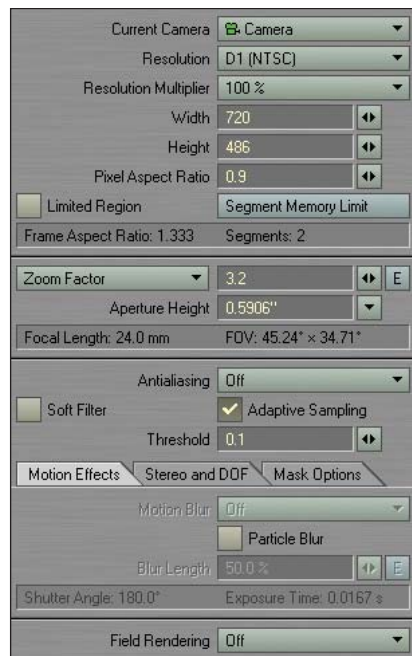 Current Camera Camera
Resolution D1 (NTSC)
Resolution Multiplier 100 %
Width 720
Height 486
Pixel Aspect Ratio 0.9
Limited Region Segment Memory Limit
Frame Aspect Ratio: 1.333 Segments: 2
Zoom Factor 3.2 E
Aperture Height 0.5906"
Focal Length: 24.0 mm FOV: 45.24° × 34.71°
Antialiasing Off
Soft Filter Adaptive Sampling
Threshold 0.1
Motion Effects Stereo and DOF Mask Options
Motion Blur Off
Particle Blur
Blur Length 50.0 % E
Shutter Angle: 180.0° Exposure Time: 0.0167 s
Field Rendering Off